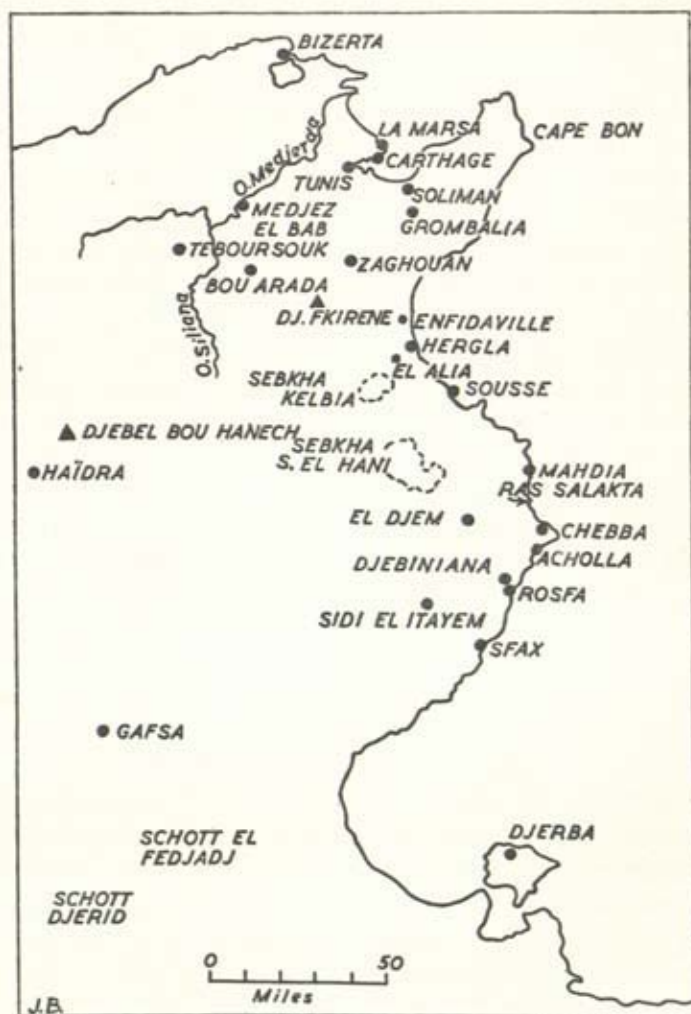 BIZERTA
LA MARSA
CAPE BON
O. Medjerda
CARTHAGE
TUNIS
SOLIMAN
MEDJEZ
EL BAB
GROMBALIA
TEBOURSOUK
ZAGHOUAN
BOU ARADA
O. Siliana
DJ. FKIRENE
ENFIDAVILLE
HERGLA
EL ALIA
SEBKHA
KELBIA
SOUSSE
DJEBEL BOU HANECH
SEBKHA
S. EL HANI
HAÏDRA
MAHDIA
RAS SALAKTA
EL DJEM
CHEBBA
ACHOLLA
DJEBINIANA
ROSFA
SIDI EL ITAYEM
SFAX
GAFSA
SCHOTT EL
FEDJADJ
DJERBA
SCHOTT
DJERID
0 50
Miles
J.B.